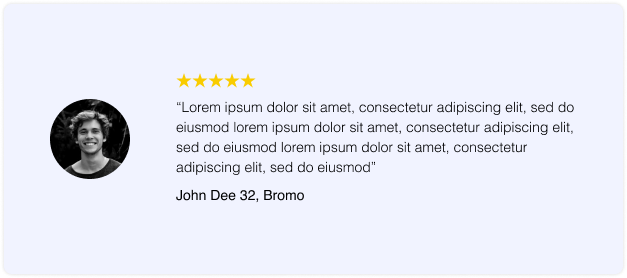 “Lorem ipsum dolor sit amet, consectetur adipiscing elit, sed do
eiusmod lorem ipsum dolor sit amet, consectetur adipiscing elit,
sed do eiusmod lorem ipsum dolor sit amet, consectetur
adipiscing elit, sed do eiusmod”
John Dee 32, Bromo